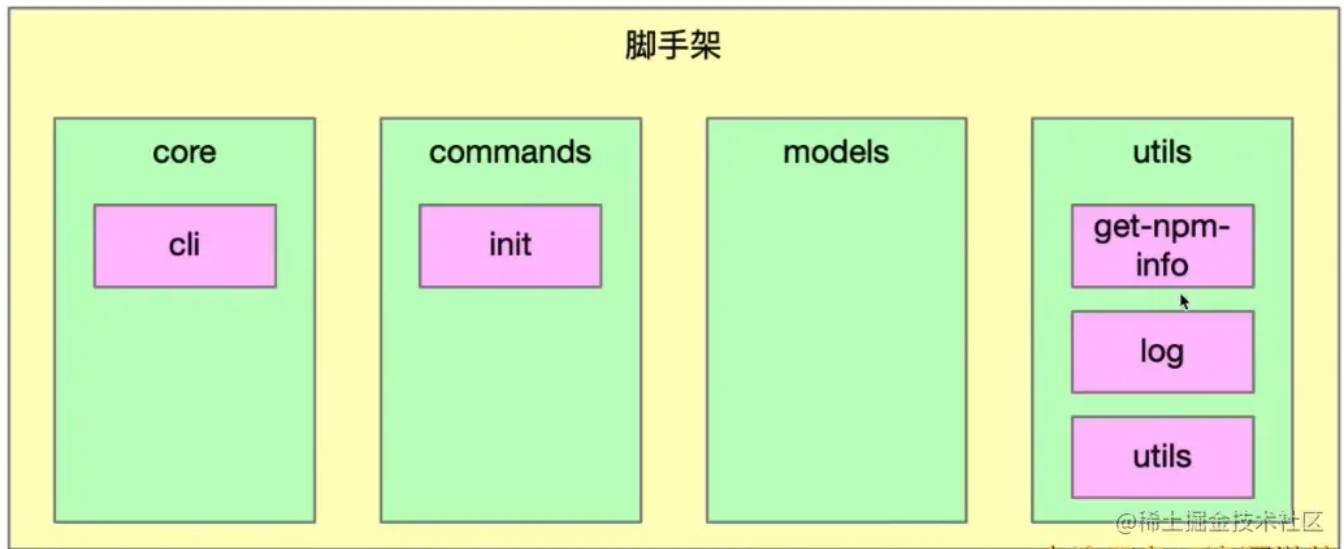 脚手架
core
commands
models
utils
cli
init
get-npm-
info
log
utils
@稀土掘金技术社区